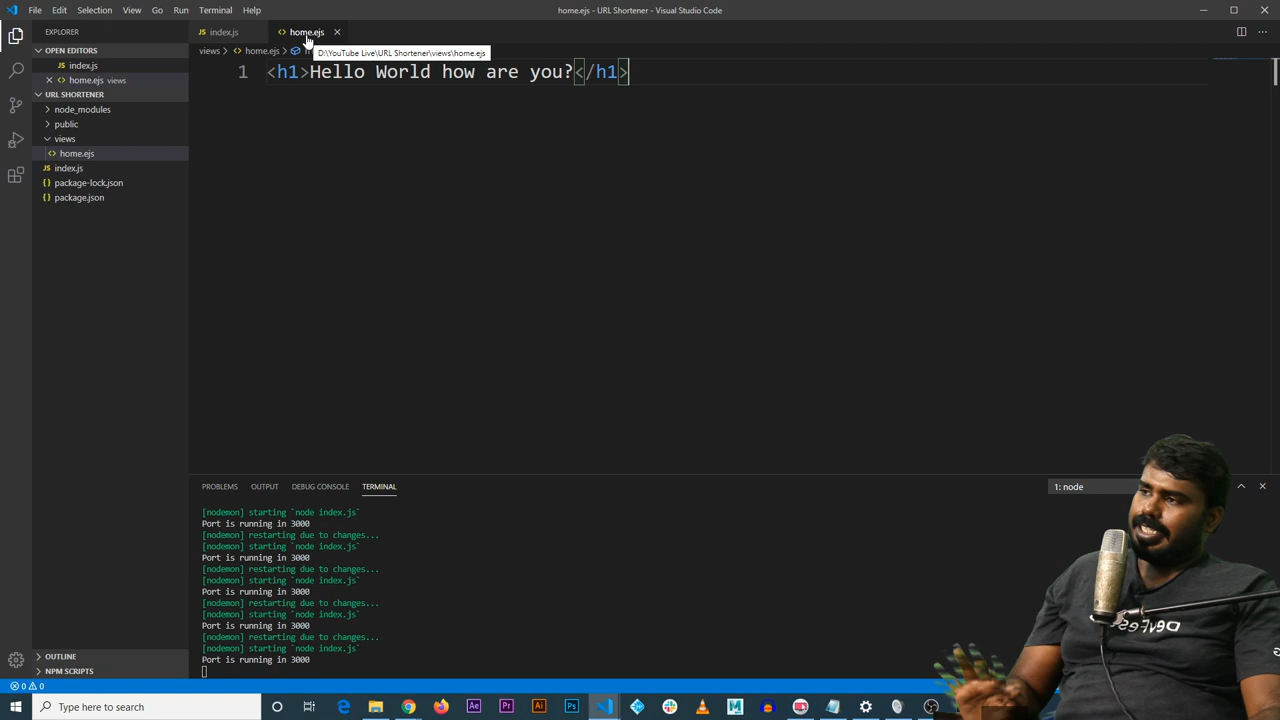 File Edit Selection View Go Run Terminal Help
home.ejs - URL Shortener - Visual Studio Code
EXPLORER
index.js
home.ejs
OPEN EDITORS
views > home.ejs >
D:\YouTube Live\URL Shortener\views\home.ejs
index.js
home.ejs views
URL SHORTENER
node_modules
public
views
home.ejs
index.js
package-lock.json
package.json
1 <h1>Hello World how are you?</h1>
PROBLEMS OUTPUT DEBUG CONSOLE TERMINAL
1: node
[nodemon] starting `node index.js`
Port is running in 3000
[nodemon] restarting due to changes...
[nodemon] starting `node index.js`
Port is running in 3000
[nodemon] restarting due to changes...
[nodemon] starting `node index.js`
Port is running in 3000
[nodemon] restarting due to changes...
[nodemon] starting `node index.js`
Port is running in 3000
[nodemon] restarting due to changes...
[nodemon] starting `node index.js`
Port is running in 3000
OUTLINE
NPM SCRIPTS
0 0
Type here to search
Ae Pr Ai Ps